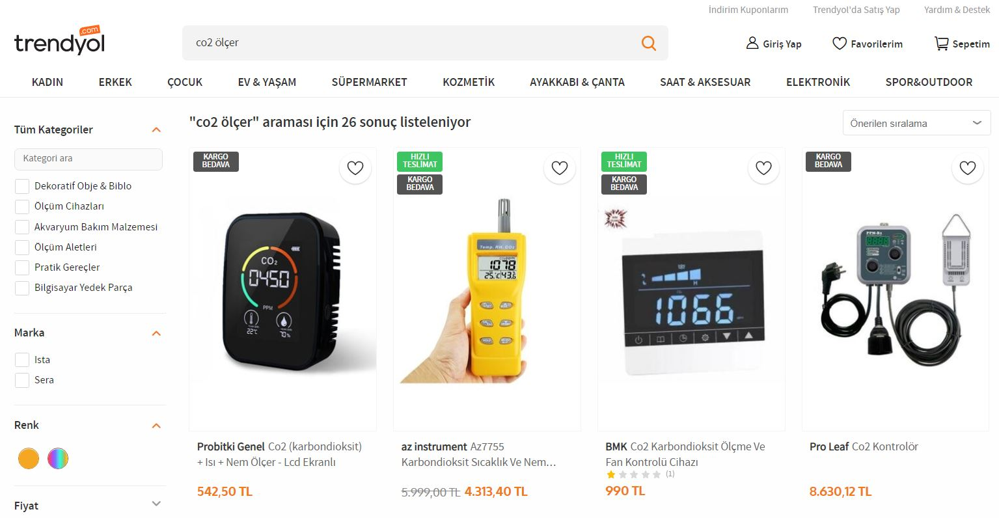 İndirim Kuponlarım
Trendyol'da Satış Yap
Yardım & Destek
trendyol
.com
co2 ölçer
Giriş Yap
Favorilerim
Sepetim
KADIN
ERKEK
ÇOCUK
EV & YAŞAM
SÜPERMARKET
KOZMETİK
AYAKKABI & ÇANTA
SAAT & AKSESUAR
ELEKTRONİK
SPOR&OUTDOOR
Tüm Kategoriler
Kategori ara
Dekoratif Obje & Biblo
Ölçüm Cihazları
Akvaryum Bakım Malzemesi
Ölçüm Aletleri
Pratik Gereçler
Bilgisayar Yedek Parça
Marka
Ista
Sera
Renk
Fiyat
"co2 ölçer" araması için 26 sonuç listeleniyor
Önerilen sıralama
KARGO
BEDAVA
CO2
0450
PPM
22°C
70%
Probitki Genel Co2 (karbondioksit)
+ Isı + Nem Ölçer - Lcd Ekranlı
542,50 TL
HIZLI
TESLİMAT
KARGO
BEDAVA
Temp. RH. CO2
1078
25.1°C 43.6
az instrument Az7755
Karbondioksit Sıcaklık Ve Nem...
5.999,00 TL 4.313,40 TL
HIZLI
TESLİMAT
KARGO
BEDAVA
H
1066
BMK Co2 Karbondioksit Ölçme Ve
Fan Kontrolü Cihazı
(1)
990 TL
KARGO
BEDAVA
PPM-B1
Pro Leaf Co2 Kontrolör
8.630,12 TL